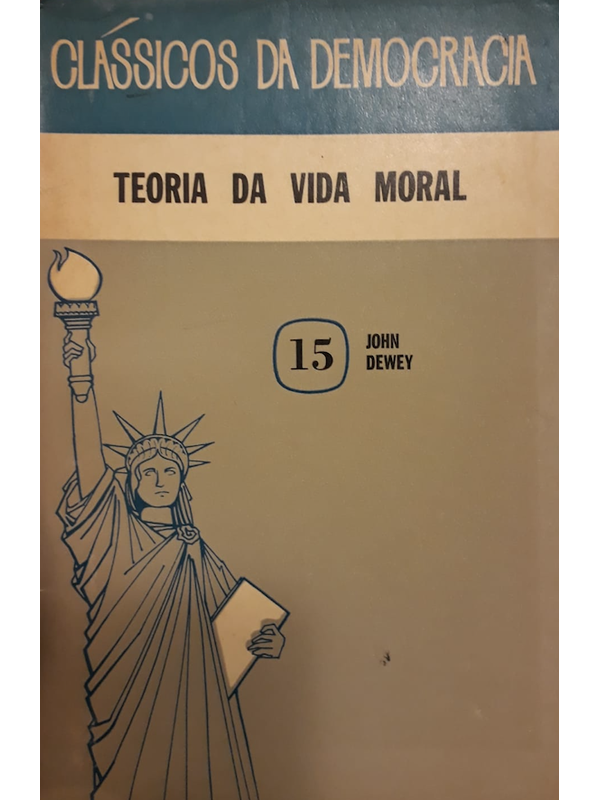 CLÁSSICOS DA DEMOCRACIA
TEORIA DA VIDA MORAL
15
JOHN
DEWEY